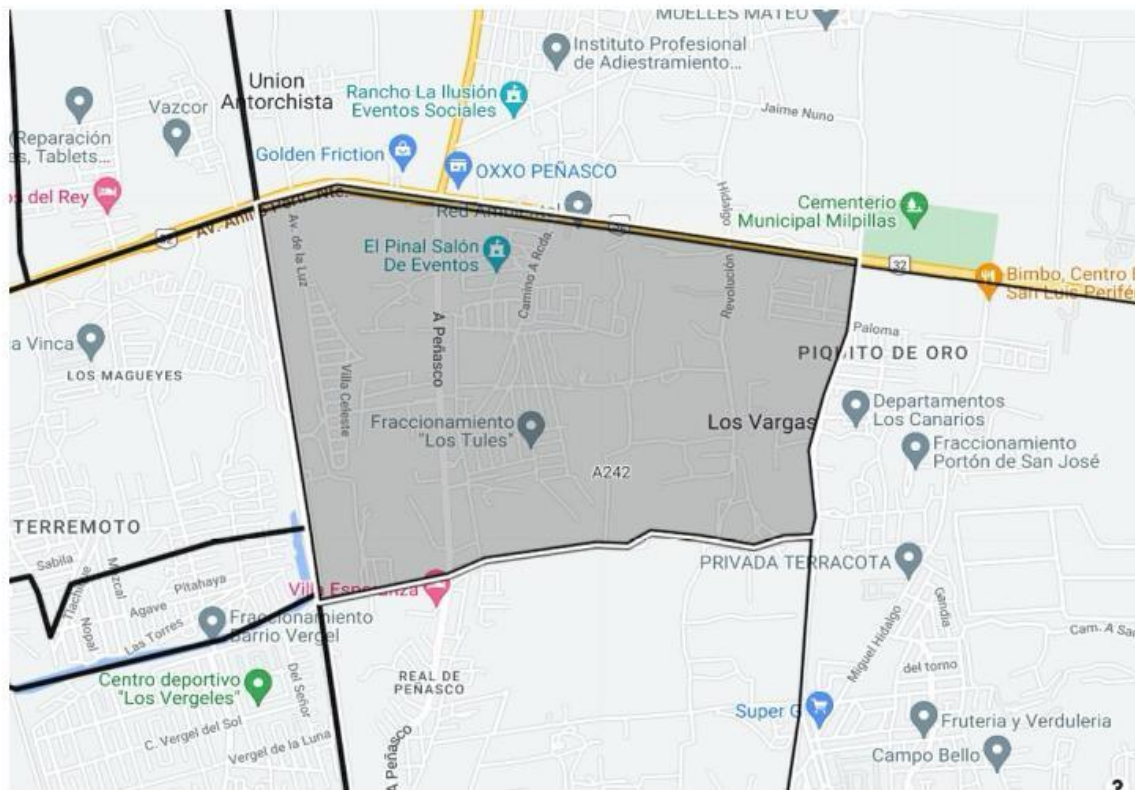 MUELLES MATEO
Instituto Profesional
de Adiestramiento...
Union
Antorchista
Rancho La Ilusión
Eventos Sociales
Vazcor
Jaime Nuno
(Reparación
s, Tablets...
Golden Friction
OXXO PEÑASCO
os del Rey
Hidalgo
Cementerio
Municipal Milpillas
Red Ambiental
Av. de la Luz
El Pinal Salón
De Eventos
Camino A Rcda.
Revolución
32
Bimbo, Centro
San Luis Perifé
A Peñasco
Paloma
PIQUITO DE ORO
a Vinca
LOS MAGUEYES
Villa Celeste
Departamentos
Los Canarios
Fraccionamiento
"Los Tules"
Los Vargas
Fraccionamiento
Portón de San José
A242
TERREMOTO
PRIVADA TERRACOTA
Sabila
Tlachique
Mezcal
Pitahaya
Villa Esperanza
Agave
Nopal
Las Torres
Fraccionamiento
Barrio Vergel
Gandia
Miguel Hidalgo
Cam. A Sa
Centro deportivo
"Los Vergeles"
Del Señor
REAL DE
PEÑASCO
del torno
C. Vergel del Sol
Super G
Fruteria y Verduleria
Vergel de la Luna
A Peñasco
Campo Bello
?